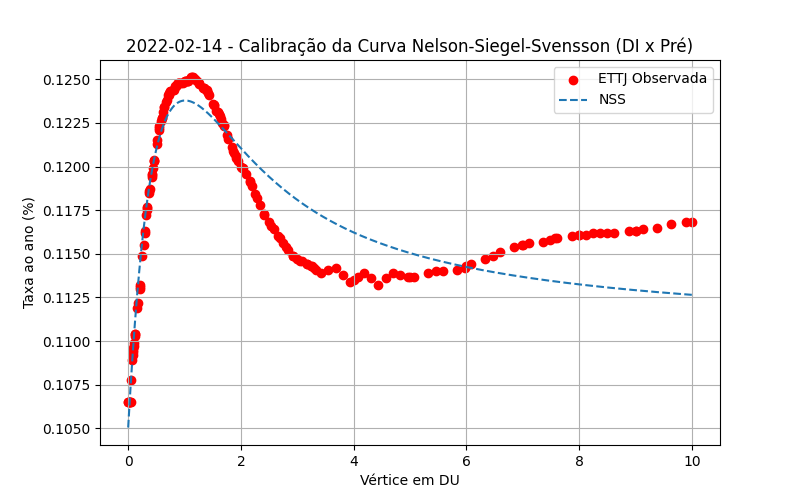 2022-02-14 - Calibração da Curva Nelson-Siegel-Svensson (DI x Pré)
ETTJ Observada
NSS
Taxa ao ano (%)
0.1250
0.1225
0.1200
0.1175
0.1150
0.1125
0.1100
0.1075
0.1050
0 2 4 6 8 10
Vértice em DU